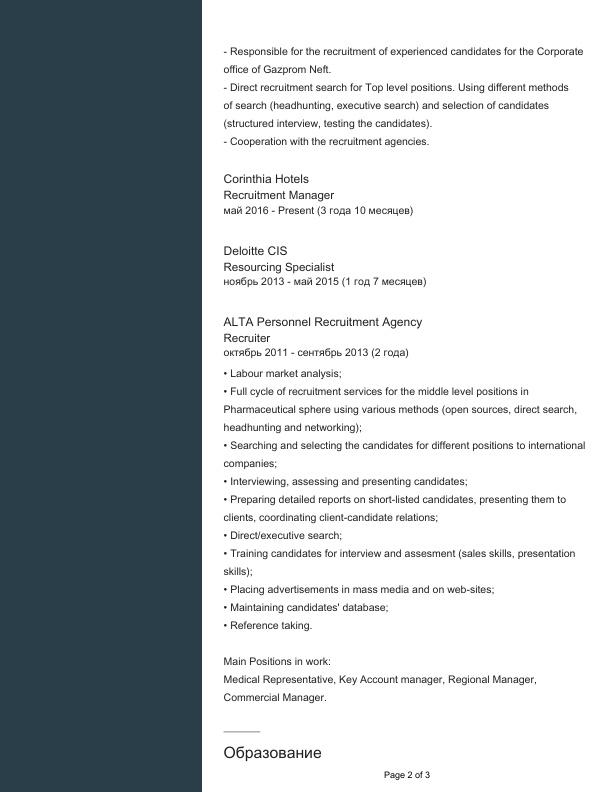 - Responsible for the recruitment of experienced candidates for the Corporate
office of Gazprom Neft.
- Direct recruitment search for Top level positions. Using different methods
of search (headhunting, executive search) and selection of candidates
(structured interview, testing the candidates).
- Cooperation with the recruitment agencies.
Corinthia Hotels
Recruitment Manager
май 2016 - Present (3 года 10 месяцев)
Deloitte CIS
Resourcing Specialist
ноябрь 2013 - май 2015 (1 год 7 месяцев)
ALTA Personnel Recruitment Agency
Recruiter
октябрь 2011 - сентябрь 2013 (2 года)
• Labour market analysis;
• Full cycle of recruitment services for the middle level positions in
Pharmaceutical sphere using various methods (open sources, direct search,
headhunting and networking);
• Searching and selecting the candidates for different positions to international
companies;
• Interviewing, assessing and presenting candidates;
• Preparing detailed reports on short-listed candidates, presenting them to
clients, coordinating client-candidate relations;
• Direct/executive search;
• Training candidates for interview and assesment (sales skills, presentation
skills);
• Placing advertisements in mass media and on web-sites;
• Maintaining candidates' database;
• Reference taking.
Main Positions in work:
Medical Representative, Key Account manager, Regional Manager,
Commercial Manager.
Образование
Page 2 of 3